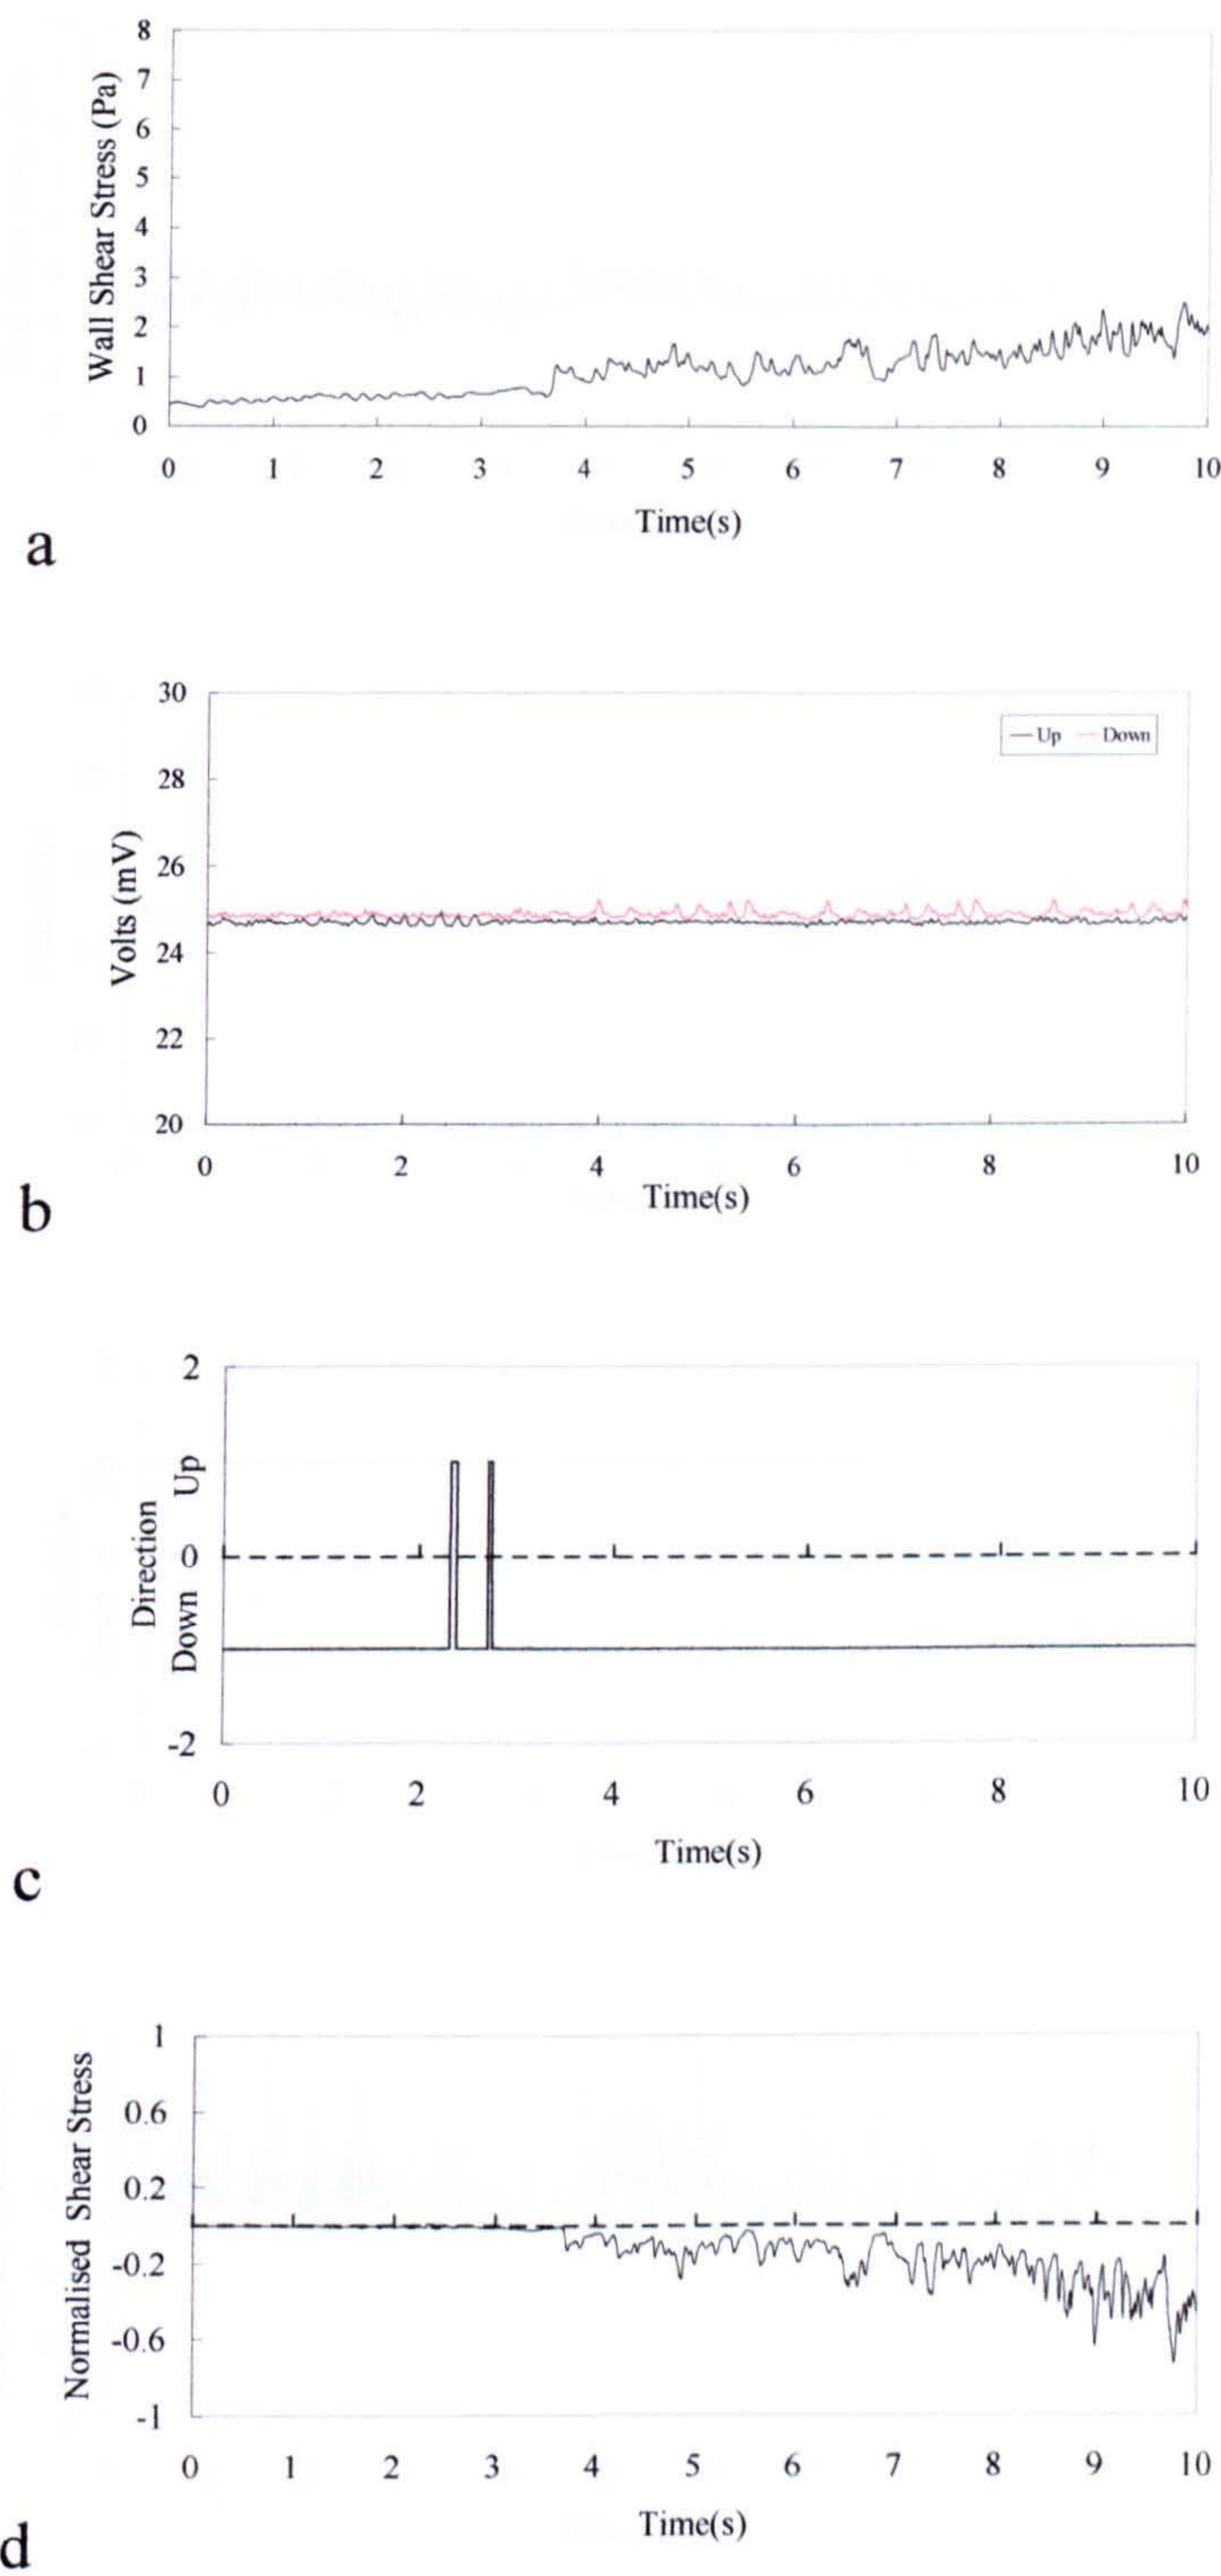 8
7
6
5
4
3
2
1
0
Wall Shear Stress (Pa)
0 1 2 3 4 5 6 7 8 9 10
Time(s)
a
30
28
26
24
22
20
Volts (mV)
Up Down
0 2 4 6 8 10
Time(s)
b
2
0
-2
Direction
Down Up
0 2 4 6 8 10
Time(s)
c
1
0.6
0.2
-0.2
-0.6
-1
Normalised Shear Stress
0 1 2 3 4 5 6 7 8 9 10
Time(s)
d